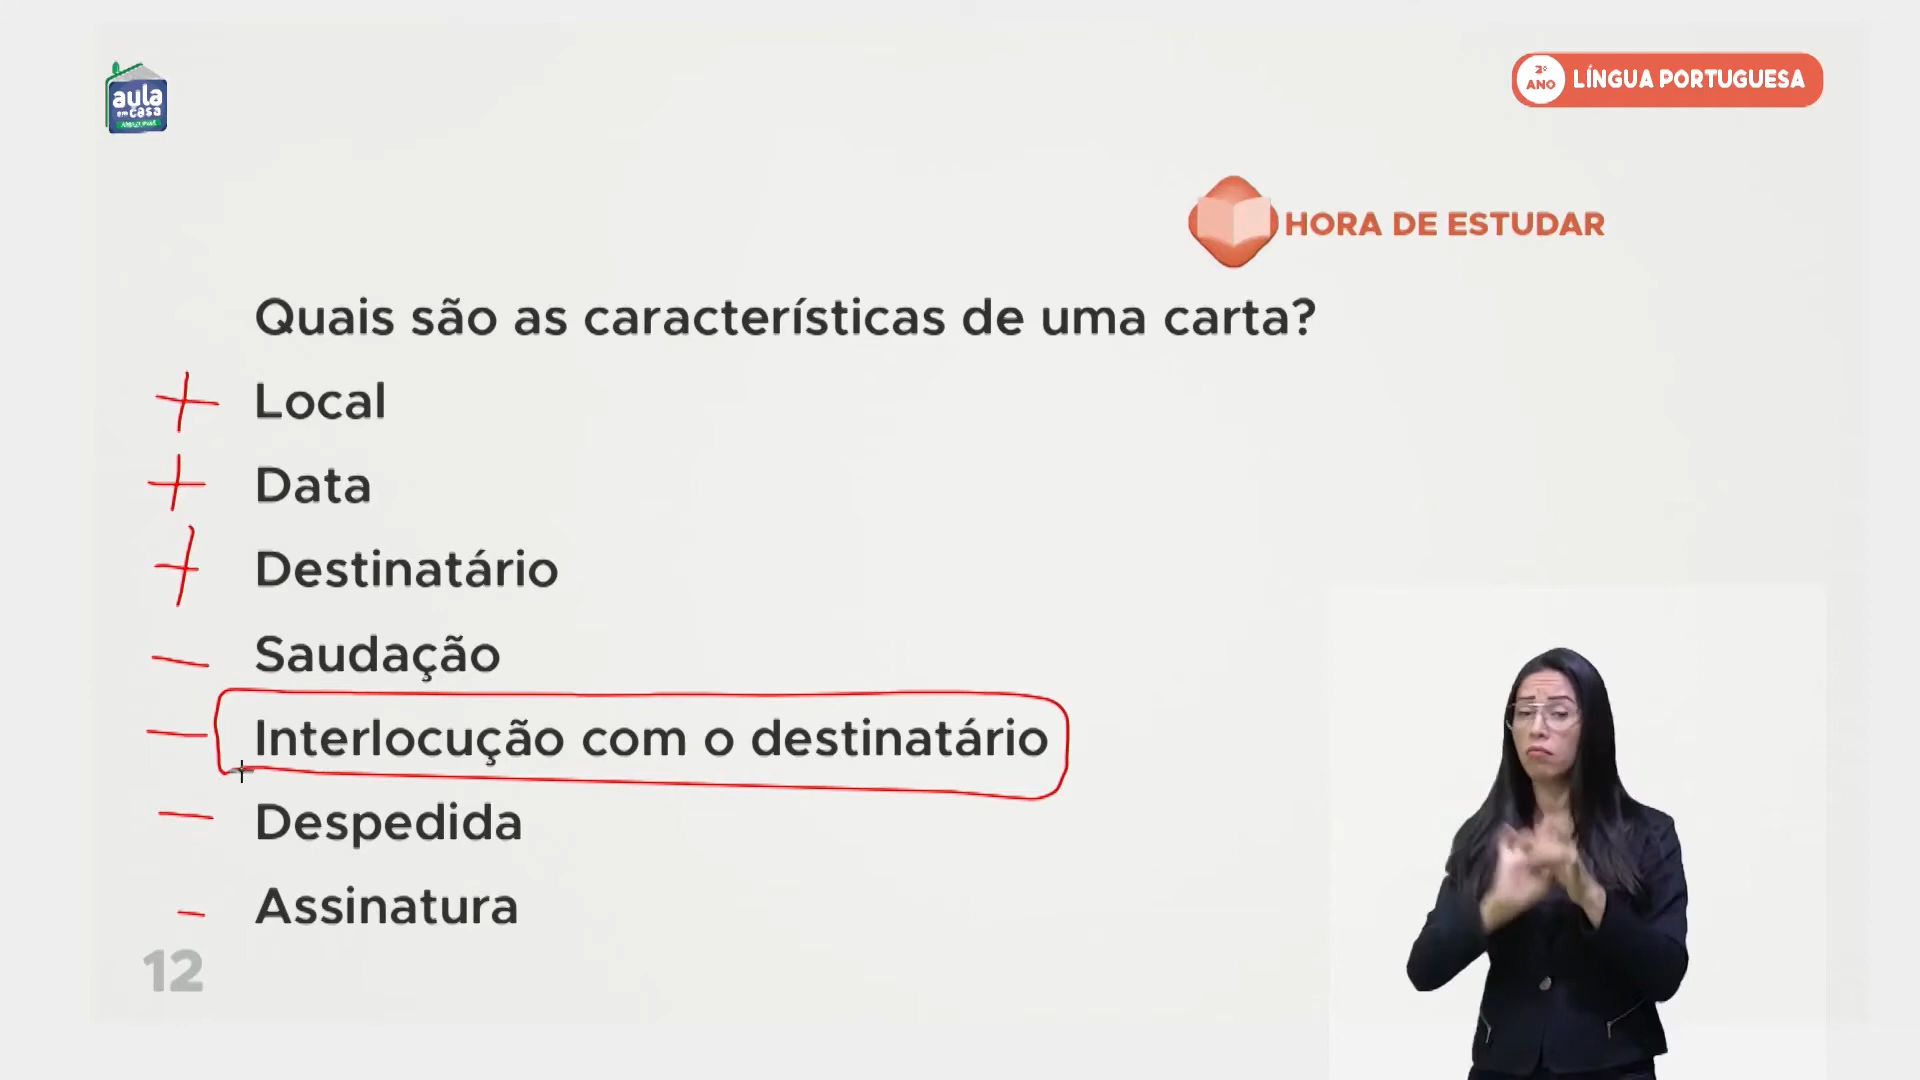 aula
em casa
2º
ANO
LÍNGUA PORTUGUESA
HORA DE ESTUDAR
Quais são as características de uma carta?
+ Local
+ Data
+ Destinatário
— Saudação
— Interlocução com o destinatário
— Despedida
- Assinatura
12